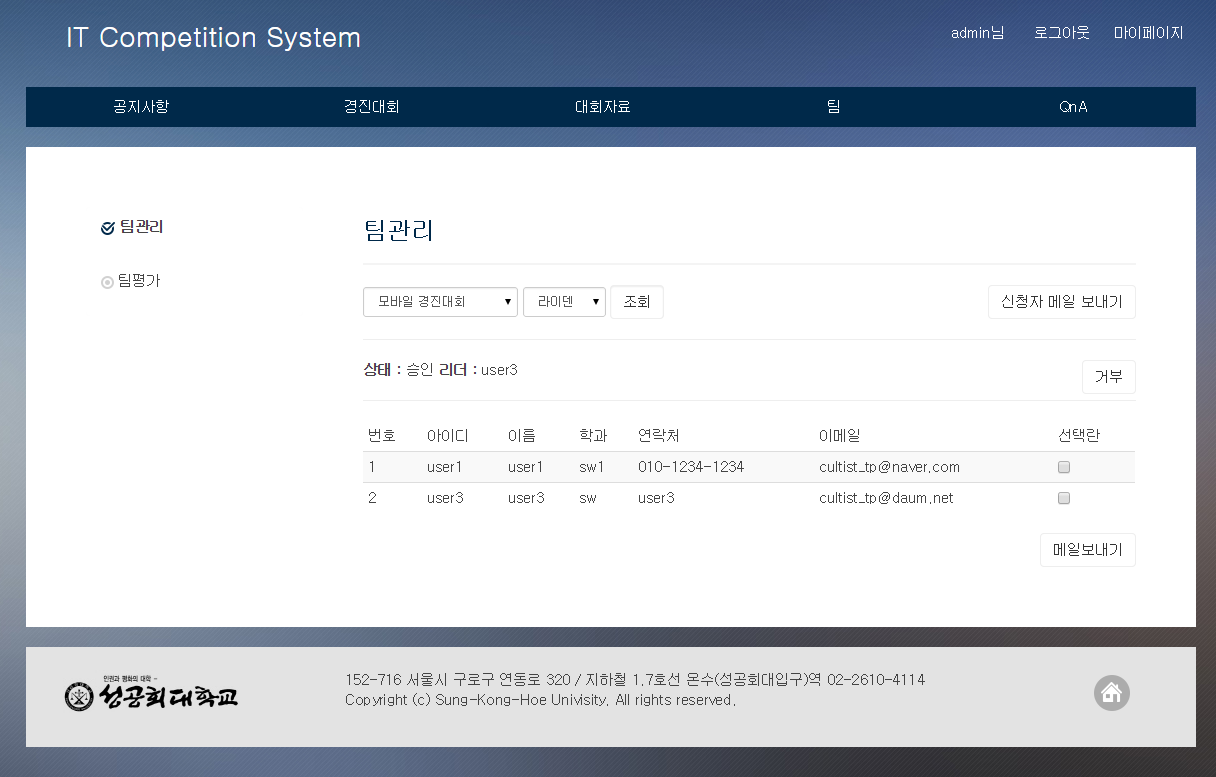 IT Competition System
admin님 로그아웃 마이페이지
공지사항 경진대회 대회자료 팀 QnA
팀관리
팀평가
팀관리
모바일 경진대회 라이덴 조회 신청자 메일 보내기
상태 : 승인 리더 : user3
거부
번호 아이디 이름 학과 연락처 이메일 선택란
1 user1 user1 sw1 010-1234-1234 cultist_tp@naver.com
2 user3 user3 sw user3 cultist_tp@daum.net
메일보내기
인권과 평화의 대학
성공회대학교
152-716 서울시 구로구 연동로 320 / 지하철 1,7호선 온수(성공회대입구)역 02-2610-4114
Copyright (c) Sung-Kong-Hoe Univisity. All rights reserved.